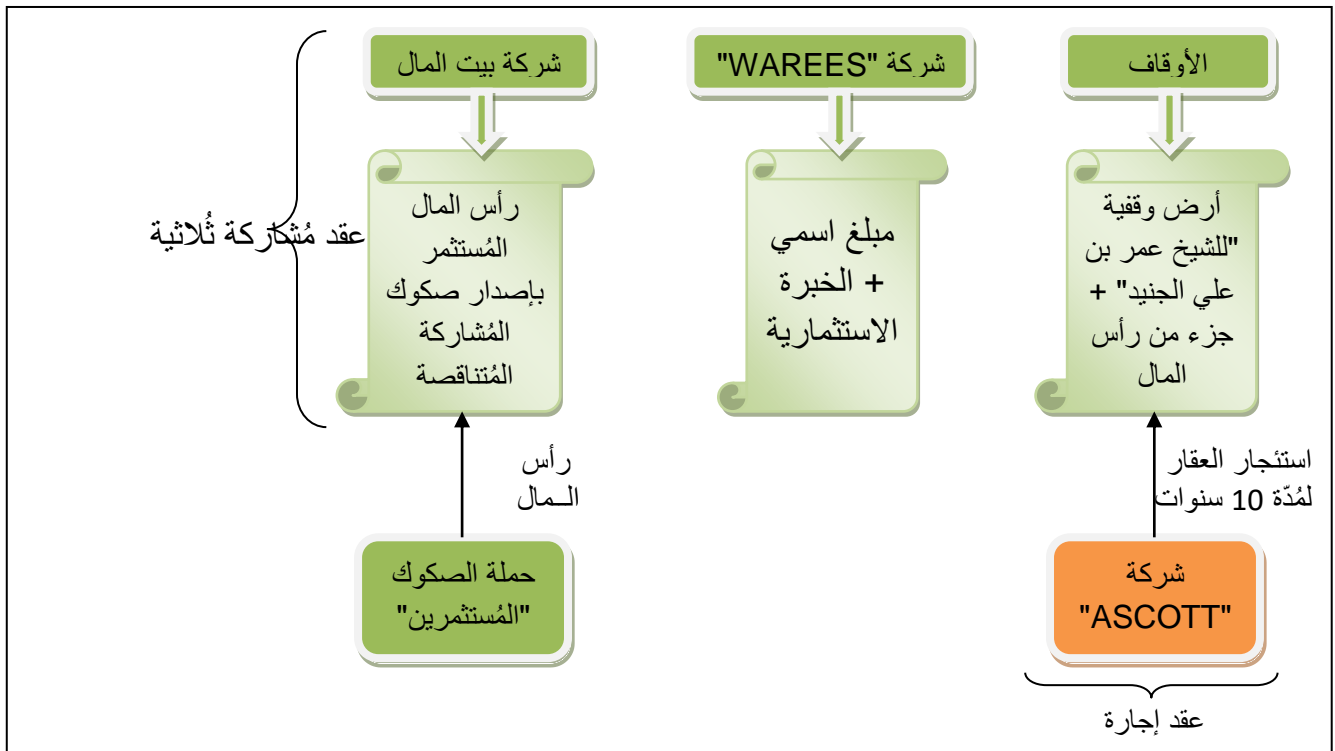 الأوقاف
شركة "WAREES"
شركة بيت المال
أرض وقفية
"للشيخ عمر بن
علي الجنيد" +
جزء من رأس
المال
مبلغ اسمي
+ الخبرة
الاستثمارية
رأس المال
المُستثمر
بإصدار صكوك
المُشاركة
المُتناقصة
عقد مُشاركة ثُلاثية
استئجار العقار
لمُدّة 10 سنوات
رأس
الـمال
شركة
"ASCOTT"
حملة الصكوك
"المُستثمرين"
عقد إجارة